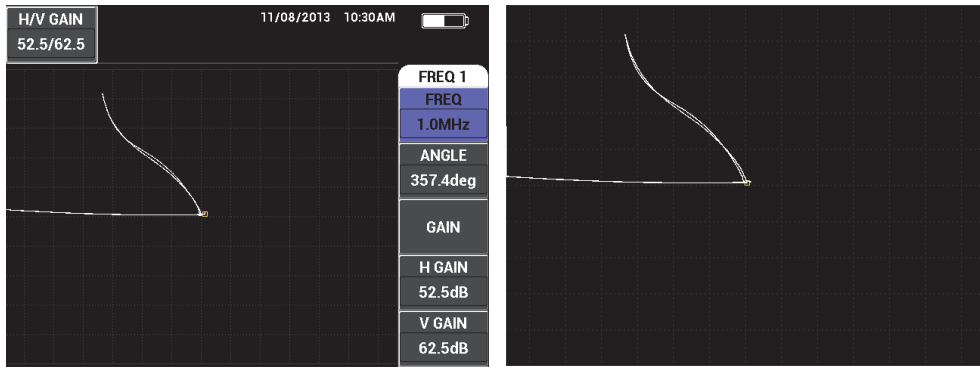 H/V GAIN
52.5/62.5
11/08/2013 10:30AM
FREQ 1
FREQ
1.0MHz
ANGLE
357.4deg
GAIN
H GAIN
52.5dB
V GAIN
62.5dB